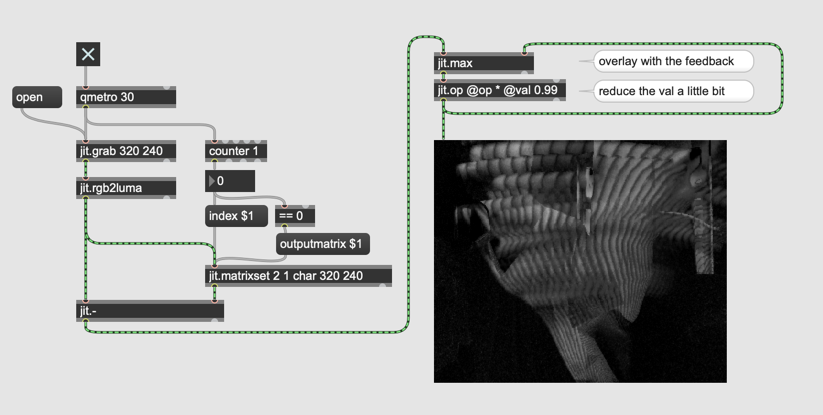 open
qmetro 30
jit.grab 320 240
counter 1
jit.rgb2luma
0
index $1
== 0
outputmatrix $1
jit.matrixset 2 1 char 320 240
jit.-
jit.max
overlay with the feedback
jit.op @op * @val 0.99
reduce the val a little bit